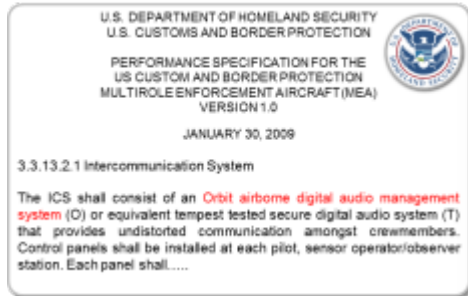 U.S. DEPARTMENT OF HOMELAND SECURITY
U.S. CUSTOMS AND BORDER PROTECTION
PERFORMANCE SPECIFICATION FOR THE
US CUSTOM AND BORDER PROTECTION
MULTIROLE ENFORCEMENT AIRCRAFT (MEA)
VERSION 1.0
JANUARY 30, 2009
3.3.13.2.1 Intercommunication System
The ICS shall consist of an Orbit airborne digital audio management
system (O) or equivalent tempest tested secure digital audio system (T)
that provides undistorted communication amongst crewmembers.
Control panels shall be installed at each pilot, sensor operator/observer
station. Each panel shall.....